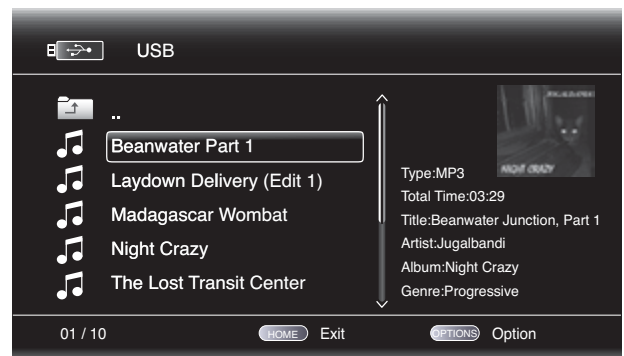 USB
..
Beanwater Part 1
Laydown Delivery (Edit 1)
Madagascar Wombat
Night Crazy
The Lost Transit Center
NIGHT CRAZY
Type:MP3
Total Time:03:29
Title:Beanwater Junction, Part 1
Artist:Jugalbandi
Album:Night Crazy
Genre:Progressive
01 / 10
HOME Exit
OPTIONS Option